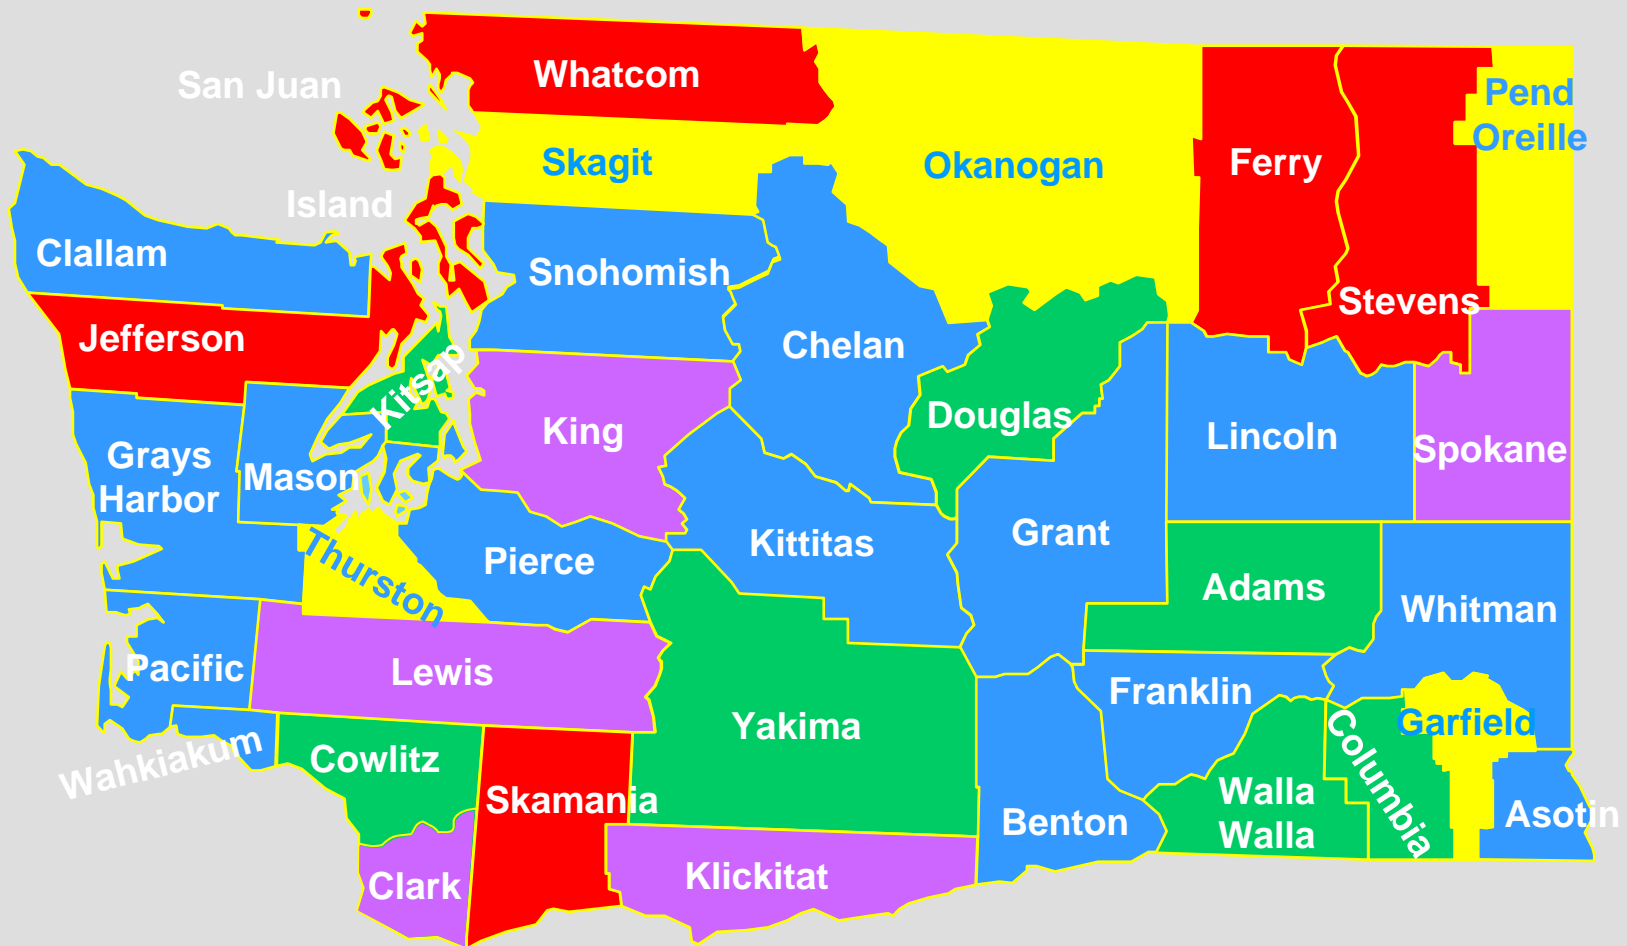 Whatcom
San Juan
Pend
Oreille
Skagit
Okanogan
Ferry
Island
Clallam
Snohomish
Stevens
Jefferson
Chelan
Kitsap
Douglas
King
Lincoln
Spokane
Grays
Harbor
Mason
Grant
Kittitas
Pierce
Thurston
Adams
Whitman
Pacific
Lewis
Franklin
Yakima
Garfield
Columbia
Wahkiakum
Cowlitz
Skamania
Walla
Walla
Benton
Asotin
Clark
Klickitat